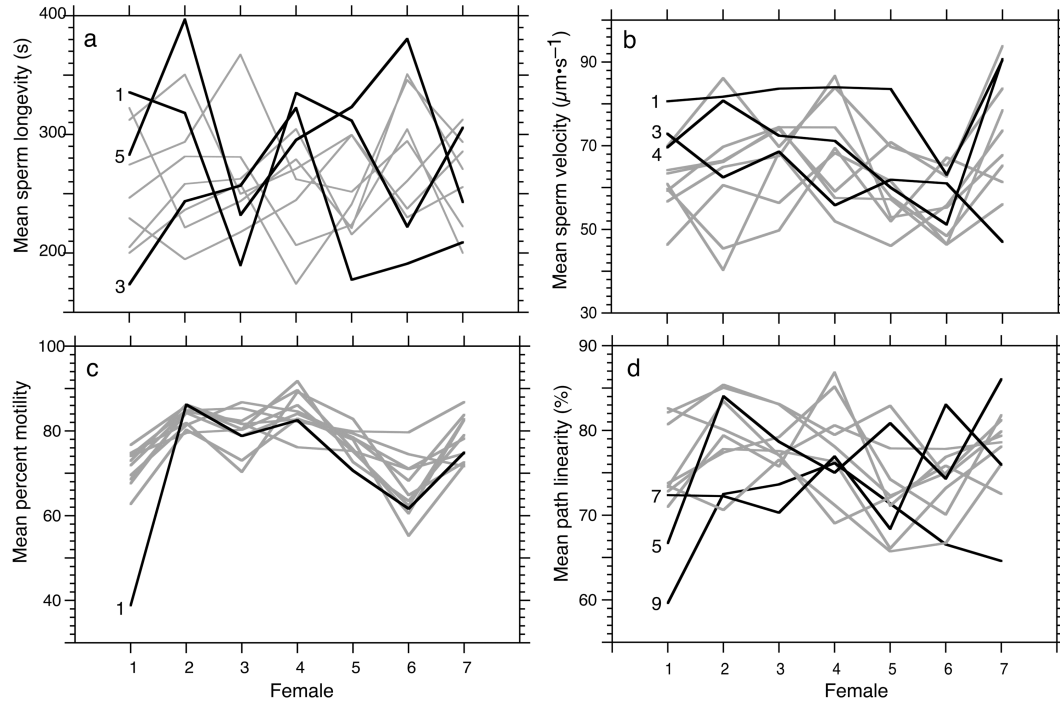 a
Mean sperm longevity (s)
400
300
200
1
5
3
b
Mean sperm velocity (µm•s⁻¹)
90
70
50
30
1
3
4
c
Mean percent motility
100
80
60
40
1
1 2 3 4 5 6 7
Female
d
Mean path linearity (%)
90
80
70
60
7
5
9
1 2 3 4 5 6 7
Female